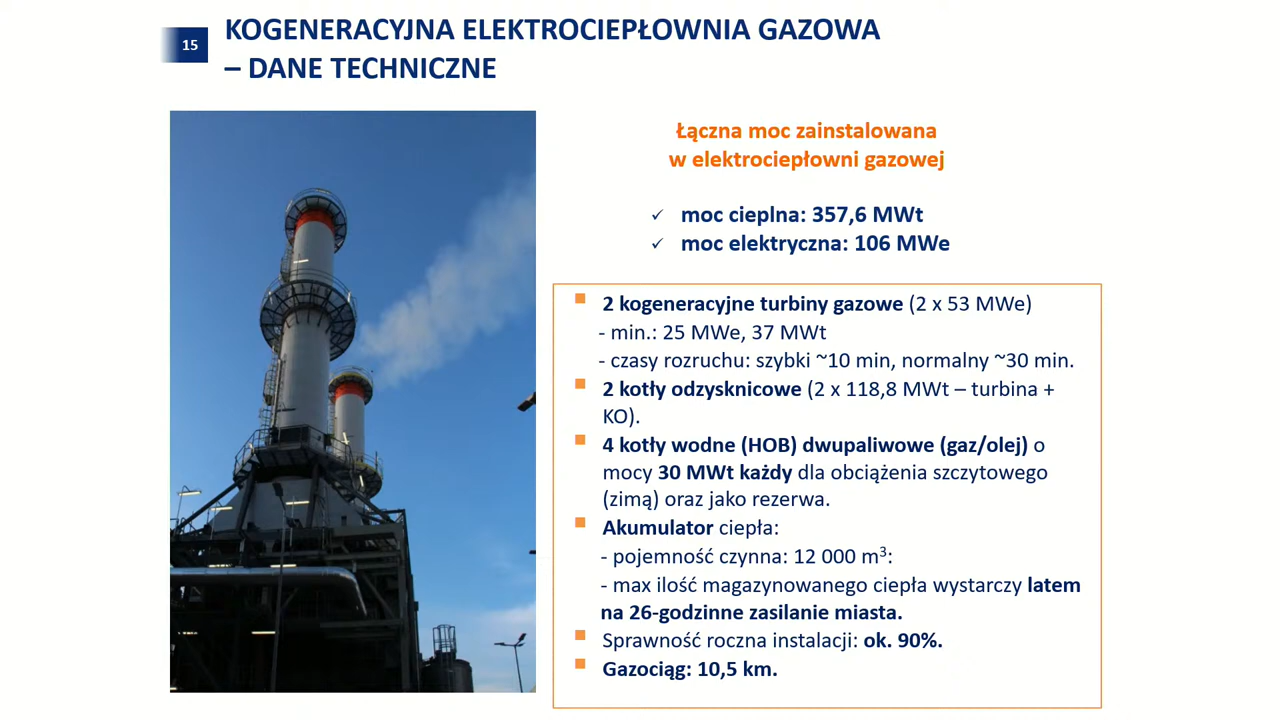 15
KOGENERACYJNA ELEKTROCIEPŁOWNIA GAZOWA
– DANE TECHNICZNE
Łączna moc zainstalowana
w elektrociepłowni gazowej
✓ moc cieplna: 357,6 MWt
✓ moc elektryczna: 106 MWe
▪ 2 kogeneracyjne turbiny gazowe (2 x 53 MWe)
- min.: 25 MWe, 37 MWt
- czasy rozruchu: szybki ~10 min, normalny ~30 min.
▪ 2 kotły odzysknicowe (2 x 118,8 MWt – turbina +
KO).
▪ 4 kotły wodne (HOB) dwupaliwowe (gaz/olej) o
mocy 30 MWt każdy dla obciążenia szczytowego
(zimą) oraz jako rezerwa.
▪ Akumulator ciepła:
- pojemność czynna: 12 000 m³:
- max ilość magazynowanego ciepła wystarczy latem
na 26-godzinne zasilanie miasta.
▪ Sprawność roczna instalacji: ok. 90%.
▪ Gazociąg: 10,5 km.